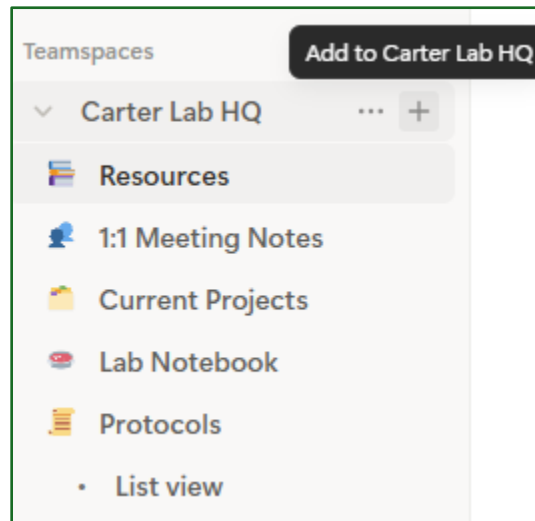 Teamspaces
Add to Carter Lab HQ
Carter Lab HQ
Resources
1:1 Meeting Notes
Current Projects
Lab Notebook
Protocols
List view